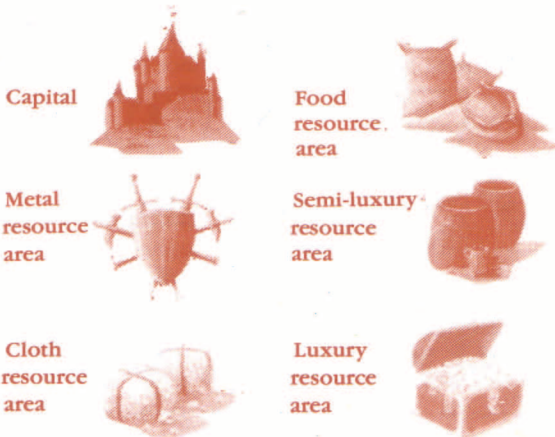 Capital
Food
resource
area
Metal
resource
area
Semi-luxury
resource
area
Cloth
resource
area
Luxury
resource
area